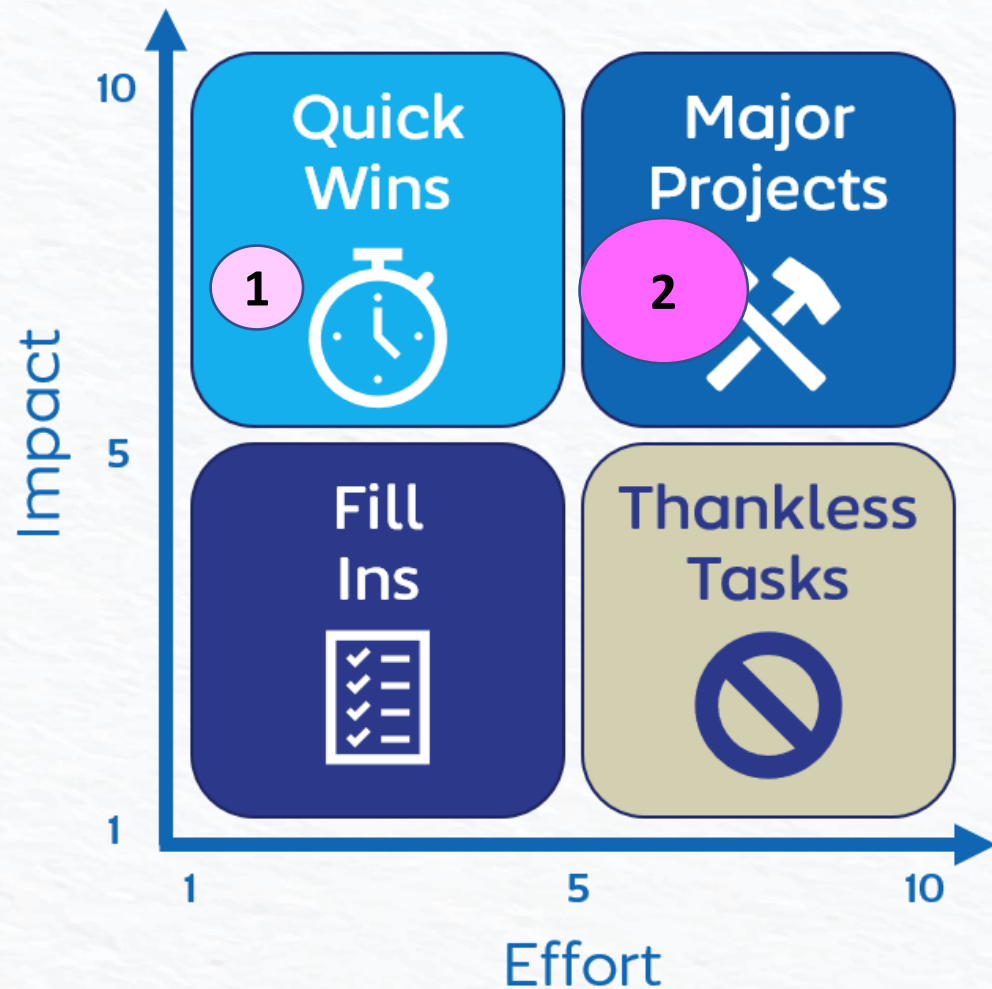 10
Quick
Wins
Major
Projects
1
2
Impact
5
Fill
Ins
Thankless
Tasks
1
1
5
10
Effort